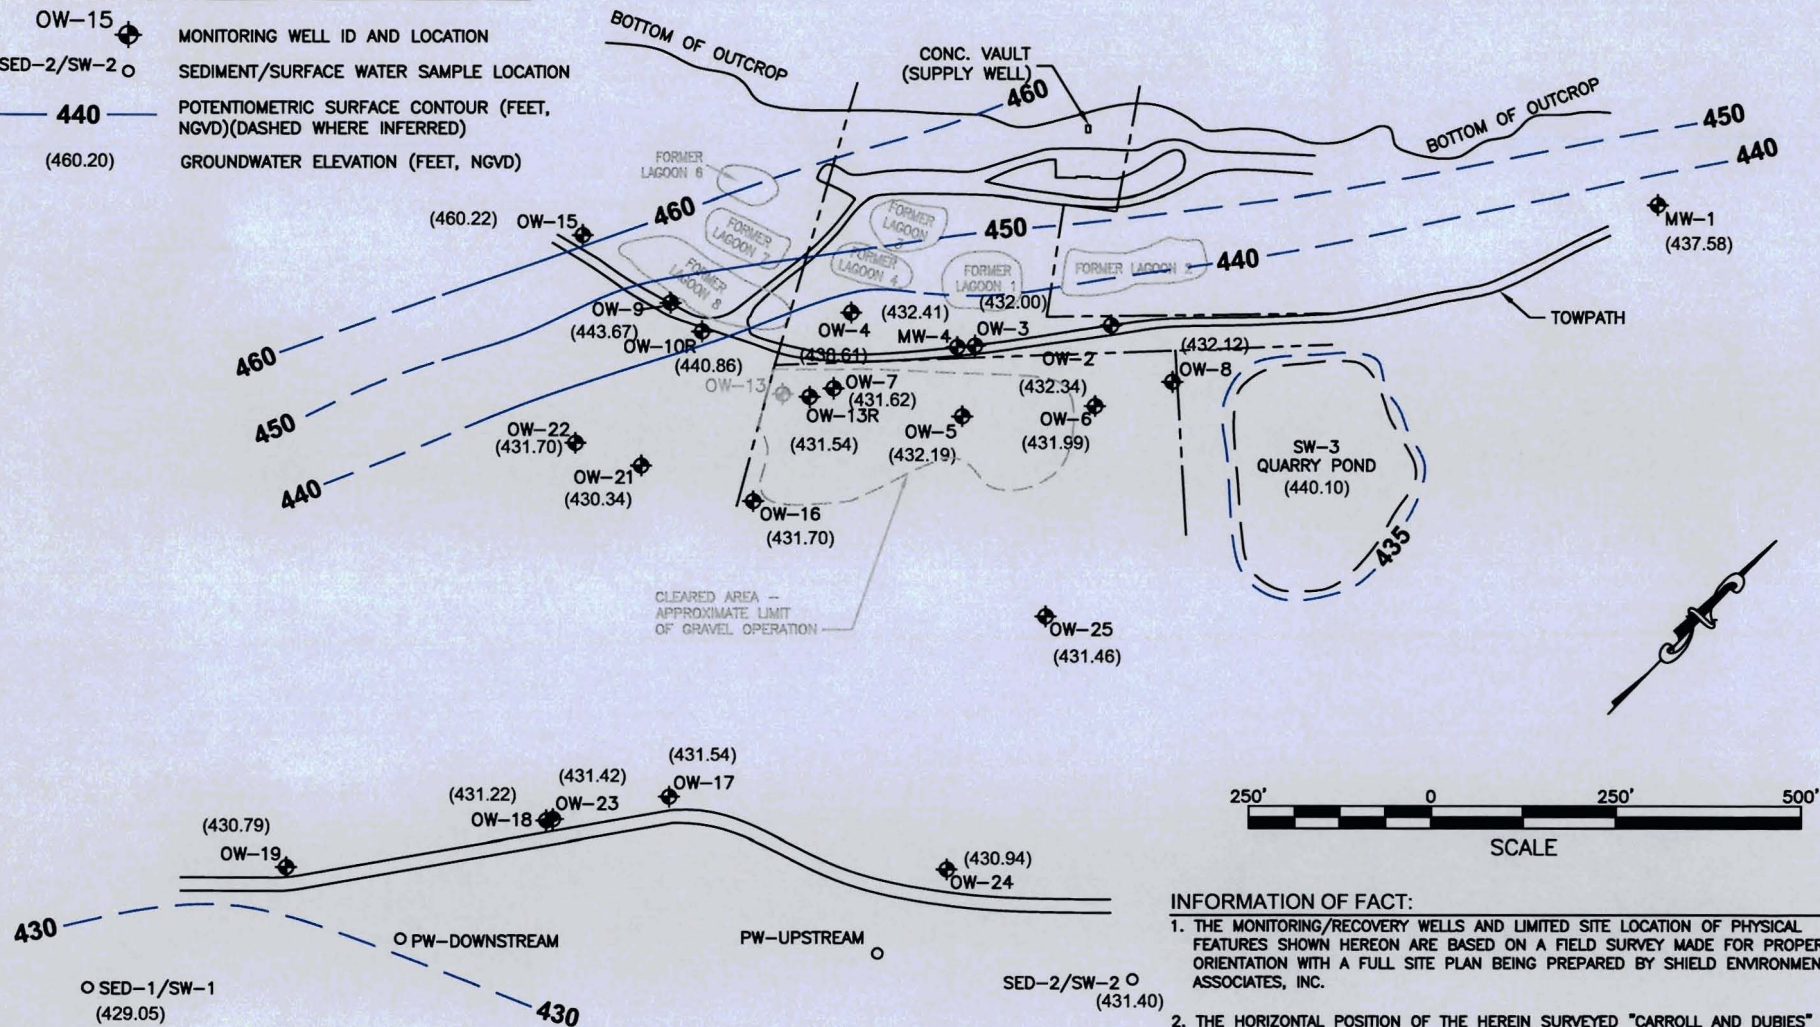 OW-15
MONITORING WELL ID AND LOCATION
SED-2/SW-2
SEDIMENT/SURFACE WATER SAMPLE LOCATION
440
POTENTIOMETRIC SURFACE CONTOUR (FEET,
NGVD)(DASHED WHERE INFERRED)
(460.20)
GROUNDWATER ELEVATION (FEET, NGVD)
BOTTOM OF OUTCROP
CONC. VAULT
(SUPPLY WELL)
460
BOTTOM OF OUTCROP
450
440
FORMER
LAGOON 6
(460.22)
OW-15
460
FORMER
LAGOON 7
FORMER
LAGOON
450
MW-1
(437.58)
FORMER
LAGOON 8
FORMER
LAGOON 4
FORMER
LAGOON 1
FORMER LAGOON 2
440
OW-9
(443.67)
OW-10R
(440.86)
OW-4
(432.41)
(432.00)
MW-4
OW-3
TOWPATH
460
OW-2
(432.34)
(432.12)
OW-8
OW-13
OW-7
(431.62)
OW-13R
(431.54)
OW-5
(432.19)
OW-6
(431.99)
450
OW-22
(431.70)
OW-21
(430.34)
SW-3
QUARRY POND
(440.10)
440
OW-16
(431.70)
435
CLEARED AREA -
APPROXIMATE LIMIT
OF GRAVEL OPERATION
OW-25
(431.46)
(431.54)
OW-17
(431.42)
OW-23
(431.22)
OW-18
(430.79)
OW-19
(430.94)
OW-24
250'
0
250'
500'
SCALE
430
PW-DOWNSTREAM
PW-UPSTREAM
SED-1/SW-1
(429.05)
430
SED-2/SW-2
(431.40)
INFORMATION OF FACT:
1. THE MONITORING/RECOVERY WELLS AND LIMITED SITE LOCATION OF PHYSICAL
FEATURES SHOWN HEREON ARE BASED ON A FIELD SURVEY MADE FOR PROPER
ORIENTATION WITH A FULL SITE PLAN BEING PREPARED BY SHIELD ENVIRONMEN
ASSOCIATES, INC.
2. THE HORIZONTAL POSITION OF THE HEREIN SURVEYED "CARROLL AND DUBIES"